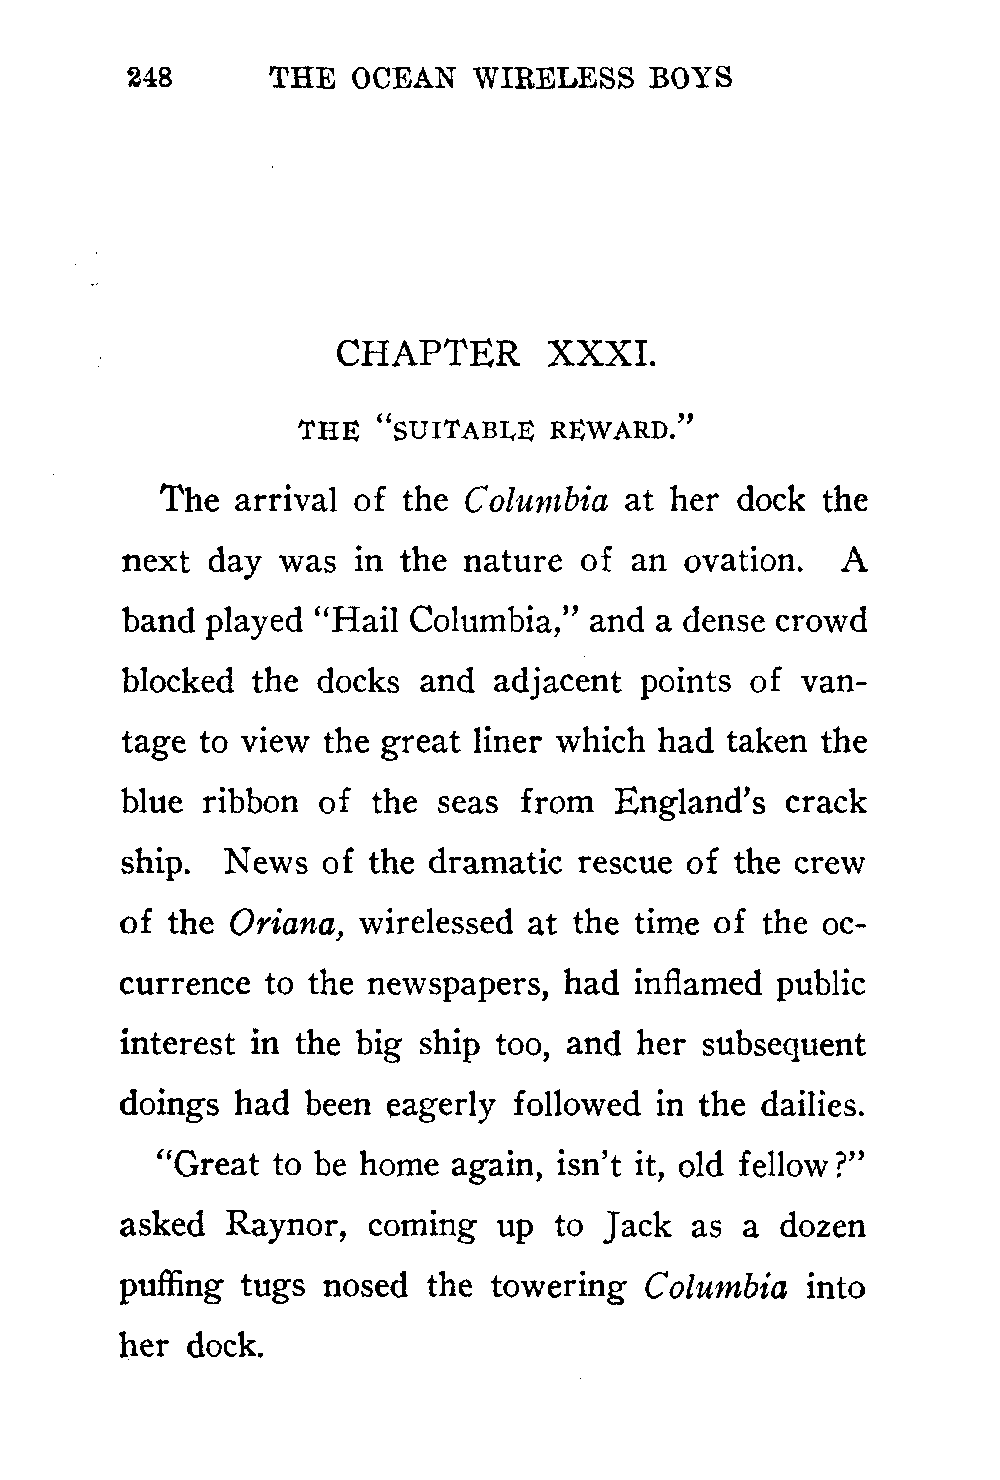 248 THE OCEAN WIRELESS BOYS
CHAPTER XXXI.
THE “SUITABLE REWARD.”
The arrival of the Columbia at her dock the
next day was in the nature of an ovation. A
band played “Hail Columbia,” and a dense crowd
blocked the docks and adjacent points of van-
tage to view the great liner which had taken the
blue ribbon of the seas from England’s crack
ship. News of the dramatic rescue of the crew
of the Oriana, wirelessed at the time of the oc-
currence to the newspapers, had inflamed public
interest in the big ship too, and her subsequent
doings had been eagerly followed in the dailies.
“Great to be home again, isn’t it, old fellow?”
asked Raynor, coming up to Jack as a dozen
puffing tugs nosed the towering Columbia into
her dock.